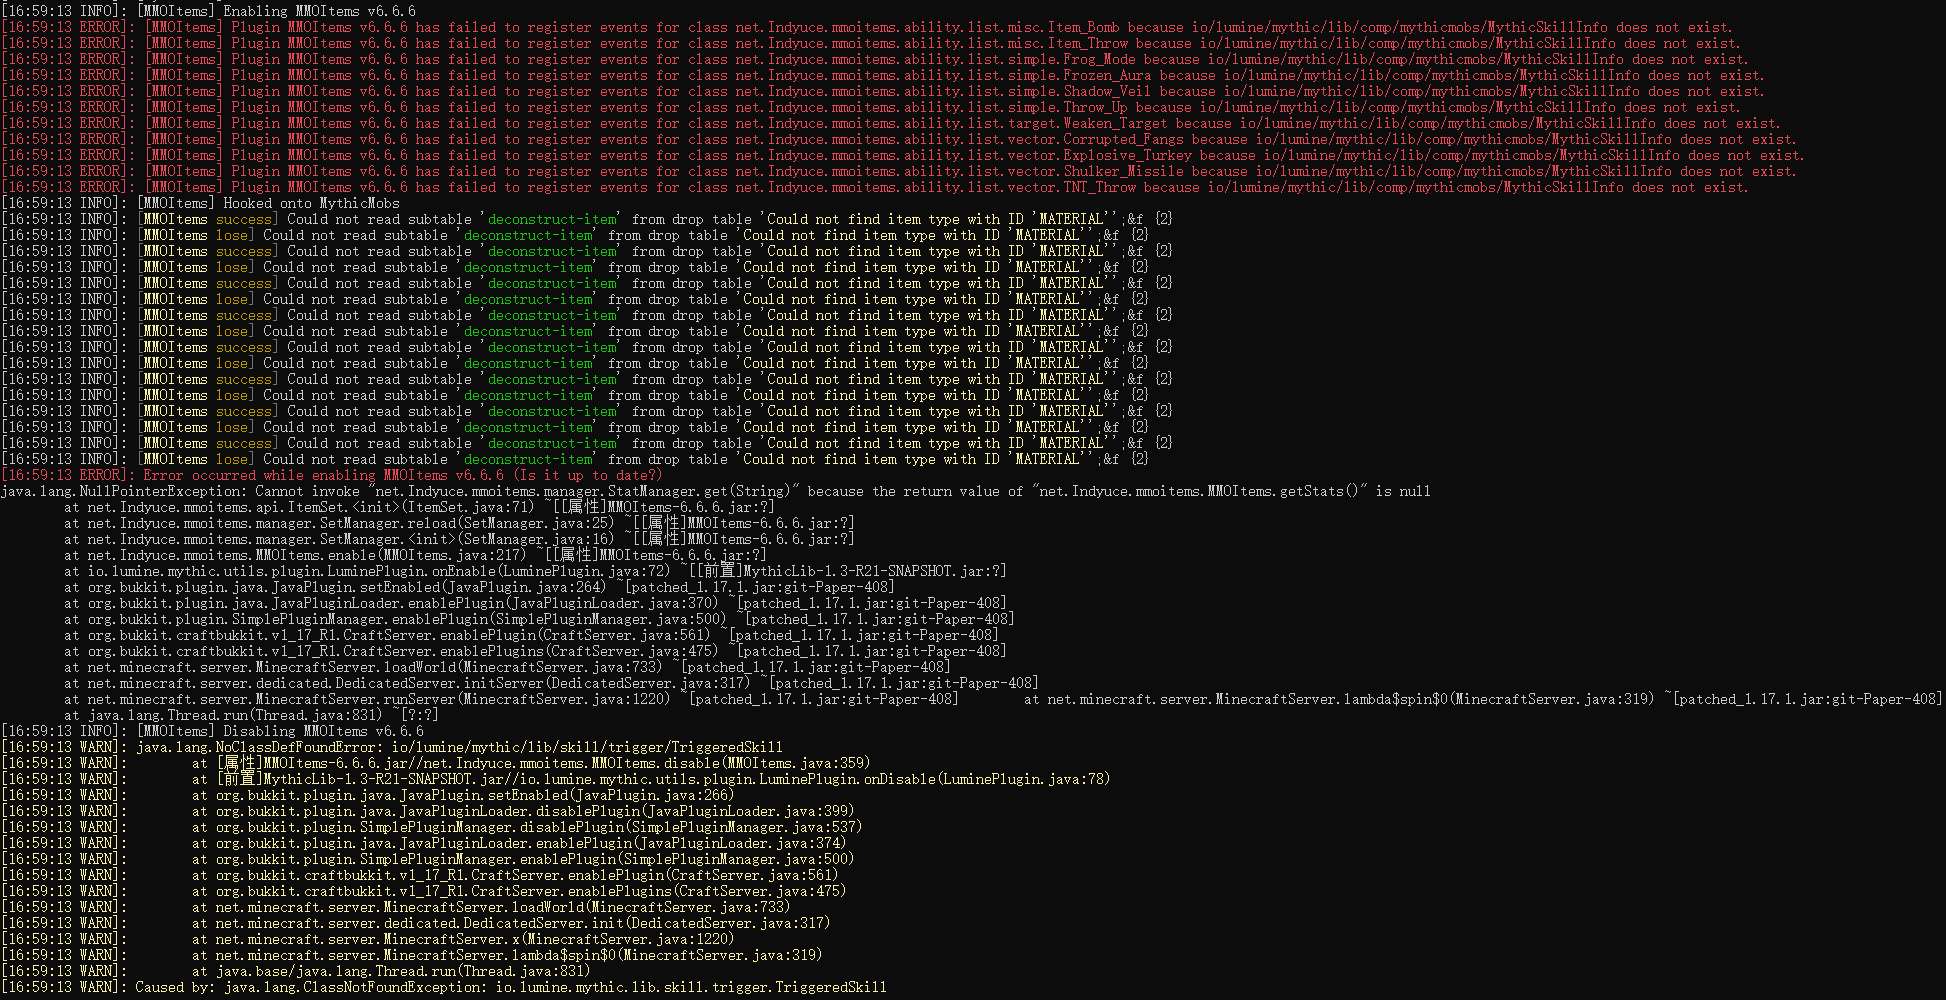 [16:59:13 INFO]: [MMOItems] Enabling MMOItems v6.6.6
[16:59:13 ERROR]: [MMOItems] Plugin MMOItems v6.6.6 has failed to register events for class net.Indyuce.mmoitems.ability.list.misc.Item_Bomb because io/lumine/mythic/lib/comp/mythicmobs/MythicSkillInfo does not exist.
[16:59:13 ERROR]: [MMOItems] Plugin MMOItems v6.6.6 has failed to register events for class net.Indyuce.mmoitems.ability.list.misc.Item_Throw because io/lumine/mythic/lib/comp/mythicmobs/MythicSkillInfo does not exist.
[16:59:13 ERROR]: [MMOItems] Plugin MMOItems v6.6.6 has failed to register events for class net.Indyuce.mmoitems.ability.list.simple.Frog_Mode because io/lumine/mythic/lib/comp/mythicmobs/MythicSkillInfo does not exist.
[16:59:13 ERROR]: [MMOItems] Plugin MMOItems v6.6.6 has failed to register events for class net.Indyuce.mmoitems.ability.list.simple.Frozen_Aura because io/lumine/mythic/lib/comp/mythicmobs/MythicSkillInfo does not exist.
[16:59:13 ERROR]: [MMOItems] Plugin MMOItems v6.6.6 has failed to register events for class net.Indyuce.mmoitems.ability.list.simple.Shadow_Veil because io/lumine/mythic/lib/comp/mythicmobs/MythicSkillInfo does not exist.
[16:59:13 ERROR]: [MMOItems] Plugin MMOItems v6.6.6 has failed to register events for class net.Indyuce.mmoitems.ability.list.simple.Throw_Up because io/lumine/mythic/lib/comp/mythicmobs/MythicSkillInfo does not exist.
[16:59:13 ERROR]: [MMOItems] Plugin MMOItems v6.6.6 has failed to register events for class net.Indyuce.mmoitems.ability.list.target.Weaken_Target because io/lumine/mythic/lib/comp/mythicmobs/MythicSkillInfo does not exist.
[16:59:13 ERROR]: [MMOItems] Plugin MMOItems v6.6.6 has failed to register events for class net.Indyuce.mmoitems.ability.list.vector.Corrupted_Fangs because io/lumine/mythic/lib/comp/mythicmobs/MythicSkillInfo does not exist.
[16:59:13 ERROR]: [MMOItems] Plugin MMOItems v6.6.6 has failed to register events for class net.Indyuce.mmoitems.ability.list.vector.Explosive_Turkey because io/lumine/mythic/lib/comp/mythicmobs/MythicSkillInfo does not exist.
[16:59:13 ERROR]: [MMOItems] Plugin MMOItems v6.6.6 has failed to register events for class net.Indyuce.mmoitems.ability.list.vector.Shulker_Missile because io/lumine/mythic/lib/comp/mythicmobs/MythicSkillInfo does not exist.
[16:59:13 ERROR]: [MMOItems] Plugin MMOItems v6.6.6 has failed to register events for class net.Indyuce.mmoitems.ability.list.vector.TNT_Throw because io/lumine/mythic/lib/comp/mythicmobs/MythicSkillInfo does not exist.
[16:59:13 INFO]: [MMOItems] Hooked onto MythicMobs
[16:59:13 INFO]: [MMOItems success] Could not read subtable 'deconstruct-item' from drop table 'Could not find item type with ID 'MATERIAL'';&f {2}
[16:59:13 INFO]: [MMOItems lose] Could not read subtable 'deconstruct-item' from drop table 'Could not find item type with ID 'MATERIAL'';&f {2}
[16:59:13 INFO]: [MMOItems success] Could not read subtable 'deconstruct-item' from drop table 'Could not find item type with ID 'MATERIAL'';&f {2}
[16:59:13 INFO]: [MMOItems lose] Could not read subtable 'deconstruct-item' from drop table 'Could not find item type with ID 'MATERIAL'';&f {2}
[16:59:13 INFO]: [MMOItems success] Could not read subtable 'deconstruct-item' from drop table 'Could not find item type with ID 'MATERIAL'';&f {2}
[16:59:13 INFO]: [MMOItems lose] Could not read subtable 'deconstruct-item' from drop table 'Could not find item type with ID 'MATERIAL'';&f {2}
[16:59:13 INFO]: [MMOItems success] Could not read subtable 'deconstruct-item' from drop table 'Could not find item type with ID 'MATERIAL'';&f {2}
[16:59:13 INFO]: [MMOItems lose] Could not read subtable 'deconstruct-item' from drop table 'Could not find item type with ID 'MATERIAL'';&f {2}
[16:59:13 INFO]: [MMOItems success] Could not read subtable 'deconstruct-item' from drop table 'Could not find item type with ID 'MATERIAL'';&f {2}
[16:59:13 INFO]: [MMOItems lose] Could not read subtable 'deconstruct-item' from drop table 'Could not find item type with ID 'MATERIAL'';&f {2}
[16:59:13 INFO]: [MMOItems success] Could not read subtable 'deconstruct-item' from drop table 'Could not find item type with ID 'MATERIAL'';&f {2}
[16:59:13 INFO]: [MMOItems lose] Could not read subtable 'deconstruct-item' from drop table 'Could not find item type with ID 'MATERIAL'';&f {2}
[16:59:13 INFO]: [MMOItems success] Could not read subtable 'deconstruct-item' from drop table 'Could not find item type with ID 'MATERIAL'';&f {2}
[16:59:13 INFO]: [MMOItems lose] Could not read subtable 'deconstruct-item' from drop table 'Could not find item type with ID 'MATERIAL'';&f {2}
[16:59:13 INFO]: [MMOItems success] Could not read subtable 'deconstruct-item' from drop table 'Could not find item type with ID 'MATERIAL'';&f {2}
[16:59:13 INFO]: [MMOItems lose] Could not read subtable 'deconstruct-item' from drop table 'Could not find item type with ID 'MATERIAL'';&f {2}
[16:59:13 ERROR]: Error occurred while enabling MMOItems v6.6.6 (Is it up to date?)
java.lang.NullPointerException: Cannot invoke "net.Indyuce.mmoitems.manager.StatManager.get(String)" because the return value of "net.Indyuce.mmoitems.MMOItems.getStats()" is null
at net.Indyuce.mmoitems.api.ItemSet.<init>(ItemSet.java:71) ~[[属性]MMOItems-6.6.6.jar:?]
at net.Indyuce.mmoitems.manager.SetManager.reload(SetManager.java:25) ~[[属性]MMOItems-6.6.6.jar:?]
at net.Indyuce.mmoitems.manager.SetManager.<init>(SetManager.java:16) ~[[属性]MMOItems-6.6.6.jar:?]
at net.Indyuce.mmoitems.MMOItems.enable(MMOItems.java:217) ~[[属性]MMOItems-6.6.6.jar:?]
at io.lumine.mythic.utils.plugin.LuminePlugin.onEnable(LuminePlugin.java:72) ~[[前置]MythicLib-1.3-R21-SNAPSHOT.jar:?]
at org.bukkit.plugin.java.JavaPlugin.setEnabled(JavaPlugin.java:264) ~[patched_1.17.1.jar:git-Paper-408]
at org.bukkit.plugin.java.JavaPluginLoader.enablePlugin(JavaPluginLoader.java:370) ~[patched_1.17.1.jar:git-Paper-408]
at org.bukkit.plugin.SimplePluginManager.enablePlugin(SimplePluginManager.java:500) ~[patched_1.17.1.jar:git-Paper-408]
at org.bukkit.craftbukkit.v1_17_R1.CraftServer.enablePlugin(CraftServer.java:561) ~[patched_1.17.1.jar:git-Paper-408]
at org.bukkit.craftbukkit.v1_17_R1.CraftServer.enablePlugins(CraftServer.java:475) ~[patched_1.17.1.jar:git-Paper-408]
at net.minecraft.server.MinecraftServer.loadWorld(MinecraftServer.java:733) ~[patched_1.17.1.jar:git-Paper-408]
at net.minecraft.server.dedicated.DedicatedServer.initServer(DedicatedServer.java:317) ~[patched_1.17.1.jar:git-Paper-408]
at net.minecraft.server.MinecraftServer.runServer(MinecraftServer.java:1220) ~[patched_1.17.1.jar:git-Paper-408] at net.minecraft.server.MinecraftServer.lambda$spin$0(MinecraftServer.java:319) ~[patched_1.17.1.jar:git-Paper-408]
at java.lang.Thread.run(Thread.java:831) ~[?:?]
[16:59:13 INFO]: [MMOItems] Disabling MMOItems v6.6.6
[16:59:13 WARN]: java.lang.NoClassDefFoundError: io/lumine/mythic/lib/skill/trigger/TriggeredSkill
[16:59:13 WARN]: at [属性]MMOItems-6.6.6.jar//net.Indyuce.mmoitems.MMOItems.disable(MMOItems.java:359)
[16:59:13 WARN]: at [前置]MythicLib-1.3-R21-SNAPSHOT.jar//io.lumine.mythic.utils.plugin.LuminePlugin.onDisable(LuminePlugin.java:78)
[16:59:13 WARN]: at org.bukkit.plugin.java.JavaPlugin.setEnabled(JavaPlugin.java:266)
[16:59:13 WARN]: at org.bukkit.plugin.java.JavaPluginLoader.disablePlugin(JavaPluginLoader.java:399)
[16:59:13 WARN]: at org.bukkit.plugin.SimplePluginManager.disablePlugin(SimplePluginManager.java:537)
[16:59:13 WARN]: at org.bukkit.plugin.java.JavaPluginLoader.enablePlugin(JavaPluginLoader.java:374)
[16:59:13 WARN]: at org.bukkit.plugin.SimplePluginManager.enablePlugin(SimplePluginManager.java:500)
[16:59:13 WARN]: at org.bukkit.craftbukkit.v1_17_R1.CraftServer.enablePlugin(CraftServer.java:561)
[16:59:13 WARN]: at org.bukkit.craftbukkit.v1_17_R1.CraftServer.enablePlugins(CraftServer.java:475)
[16:59:13 WARN]: at net.minecraft.server.MinecraftServer.loadWorld(MinecraftServer.java:733)
[16:59:13 WARN]: at net.minecraft.server.dedicated.DedicatedServer.init(DedicatedServer.java:317)
[16:59:13 WARN]: at net.minecraft.server.MinecraftServer.x(MinecraftServer.java:1220)
[16:59:13 WARN]: at net.minecraft.server.MinecraftServer.lambda$spin$0(MinecraftServer.java:319)
[16:59:13 WARN]: at java.base/java.lang.Thread.run(Thread.java:831)
[16:59:13 WARN]: Caused by: java.lang.ClassNotFoundException: io.lumine.mythic.lib.skill.trigger.TriggeredSkill